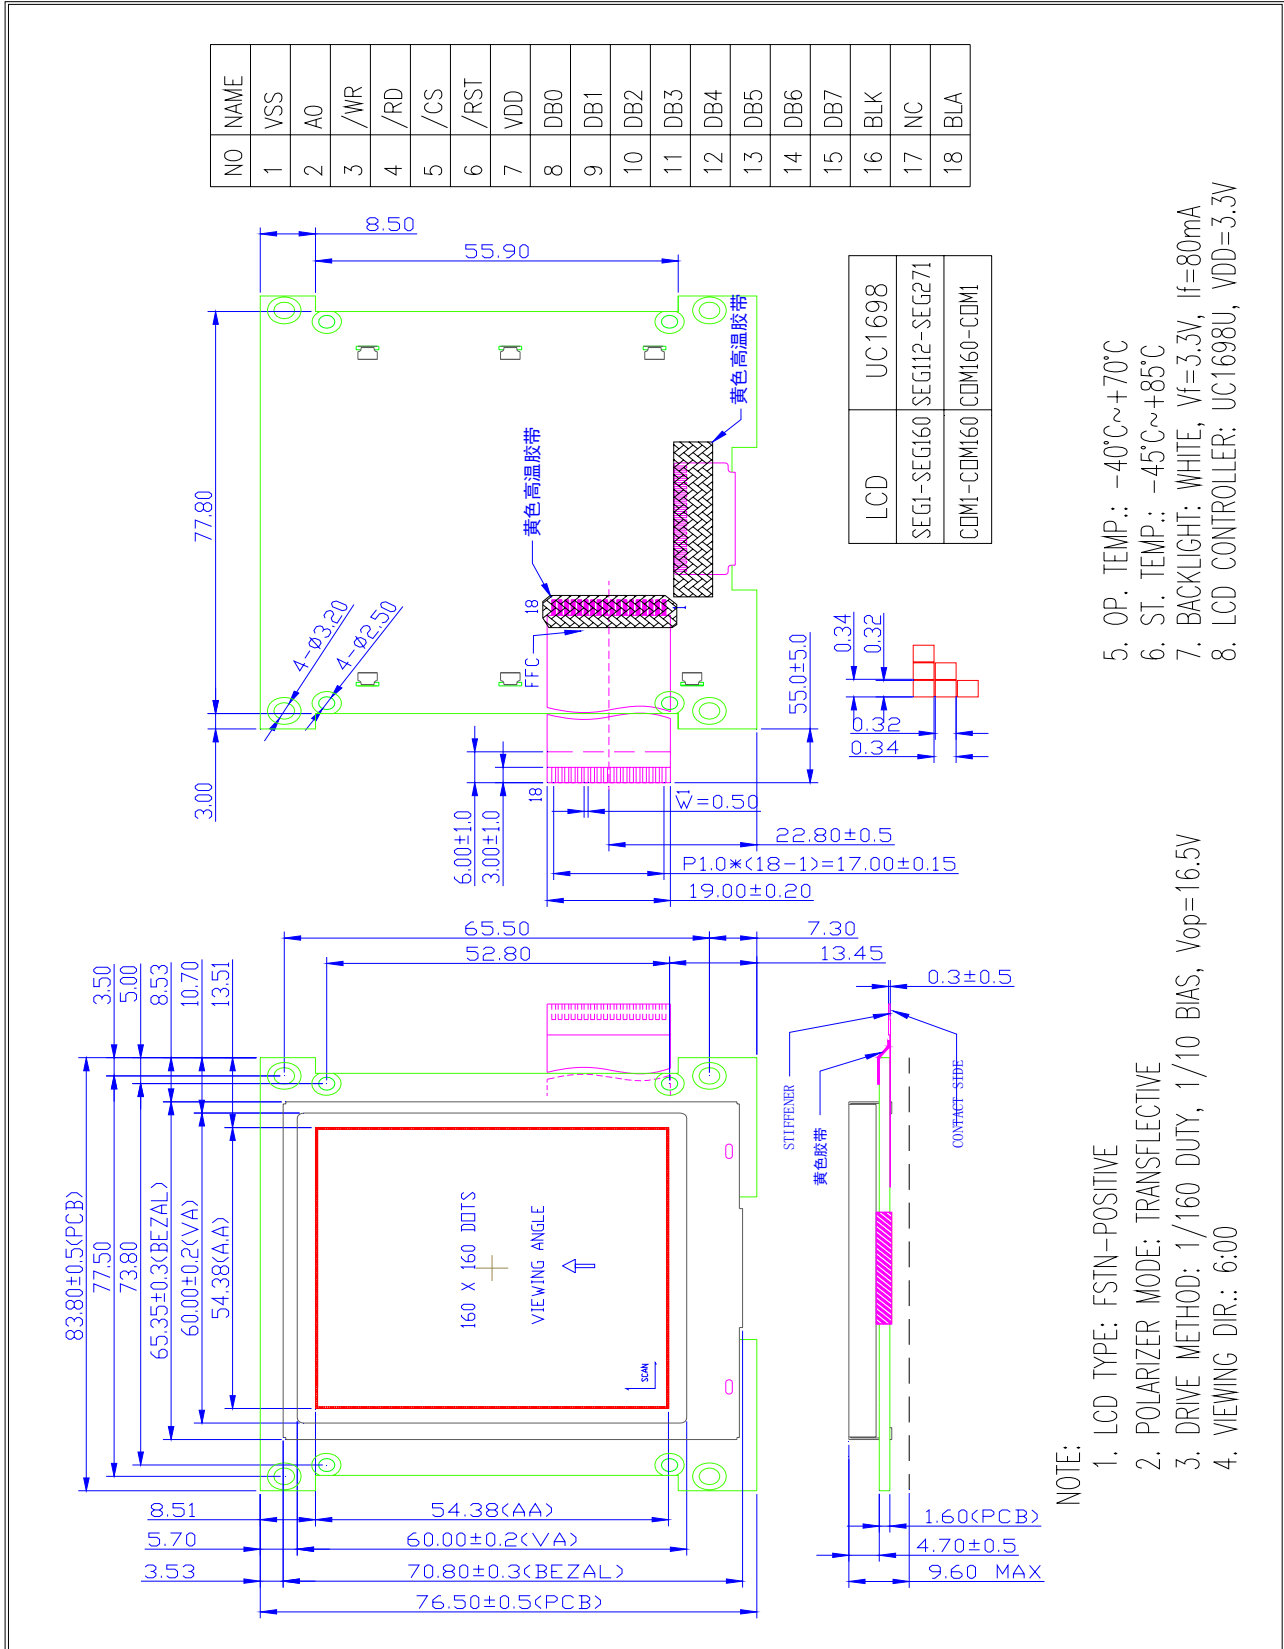 NO NAME
1 VSS
2 A0
3 /WR
4 /RD
5 /CS
6 /RST
7 VDD
8 DB0
9 DB1
10 DB2
11 DB3
12 DB4
13 DB5
14 DB6
15 DB7
16 BLK
17 NC
18 BLA
8.50
55.90
77.80
3.00
4-Ø3.20
4-Ø2.50
黄色高温胶带
黄色高温胶带
FFC
18
1
18
1
6.00±1.0
3.00±1.0
W=0.50
55.0±5.0
22.80±0.5
P1.0*(18-1)=17.00±0.15
19.00±0.20
LCD UC1698
SEG1-SEG160 SEG112-SEG271
COM1-COM160 COM160-COM1
0.34
0.32
0.32
0.34
65.50
7.30
52.80
13.45
3.50
5.00
8.53
10.70
13.51
83.80±0.5(PCB)
77.50
73.80
65.35±0.3(BEZAL)
60.00±0.2(VA)
54.38(A.A)
160 X 160 DOTS
VIEWING ANGLE
SCAN
8.51
54.38(AA)
5.70
60.00±0.2(VA)
3.53
70.80±0.3(BEZAL)
76.50±0.5(PCB)
0.3±0.5
STIFFENER
黄色胶带
CONTACT SIDE
1.60(PCB)
4.70±0.5
9.60 MAX
NOTE:
1. LCD TYPE: FSTN-POSITIVE
2. POLARIZER MODE: TRANSFLECTIVE
3. DRIVE METHOD: 1/160 DUTY, 1/10 BIAS, Vop=16.5V
4. VIEWING DIR.: 6:00
5. OP. TEMP.: -40°C~+70°C
6. ST. TEMP.: -45°C~+85°C
7. BACKLIGHT: WHITE, Vf=3.3V, If=80mA
8. LCD CONTROLLER: UC1698U, VDD=3.3V